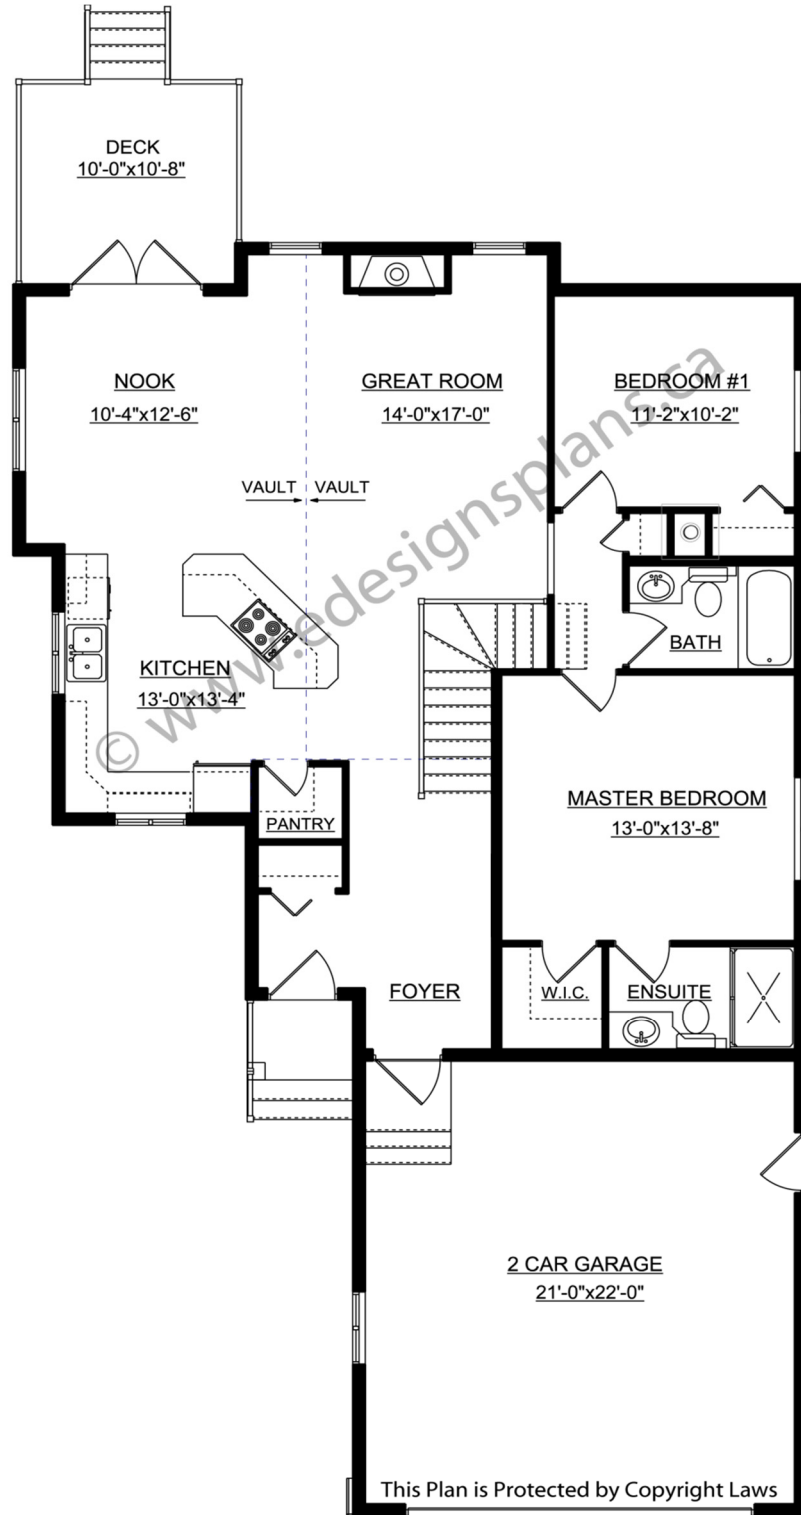 DECK
10'-0"x10'-8"
NOOK
10'-4"x12'-6"
GREAT ROOM
14'-0"x17'-0"
BEDROOM #1
11'-2"x10'-2"
VAULT VAULT
© www.edesignsplans.ca
BATH
KITCHEN
13'-0"x13'-4"
MASTER BEDROOM
13'-0"x13'-8"
PANTRY
FOYER
W.I.C.
ENSUITE
2 CAR GARAGE
21'-0"x22'-0"
This Plan is Protected by Copyright Laws